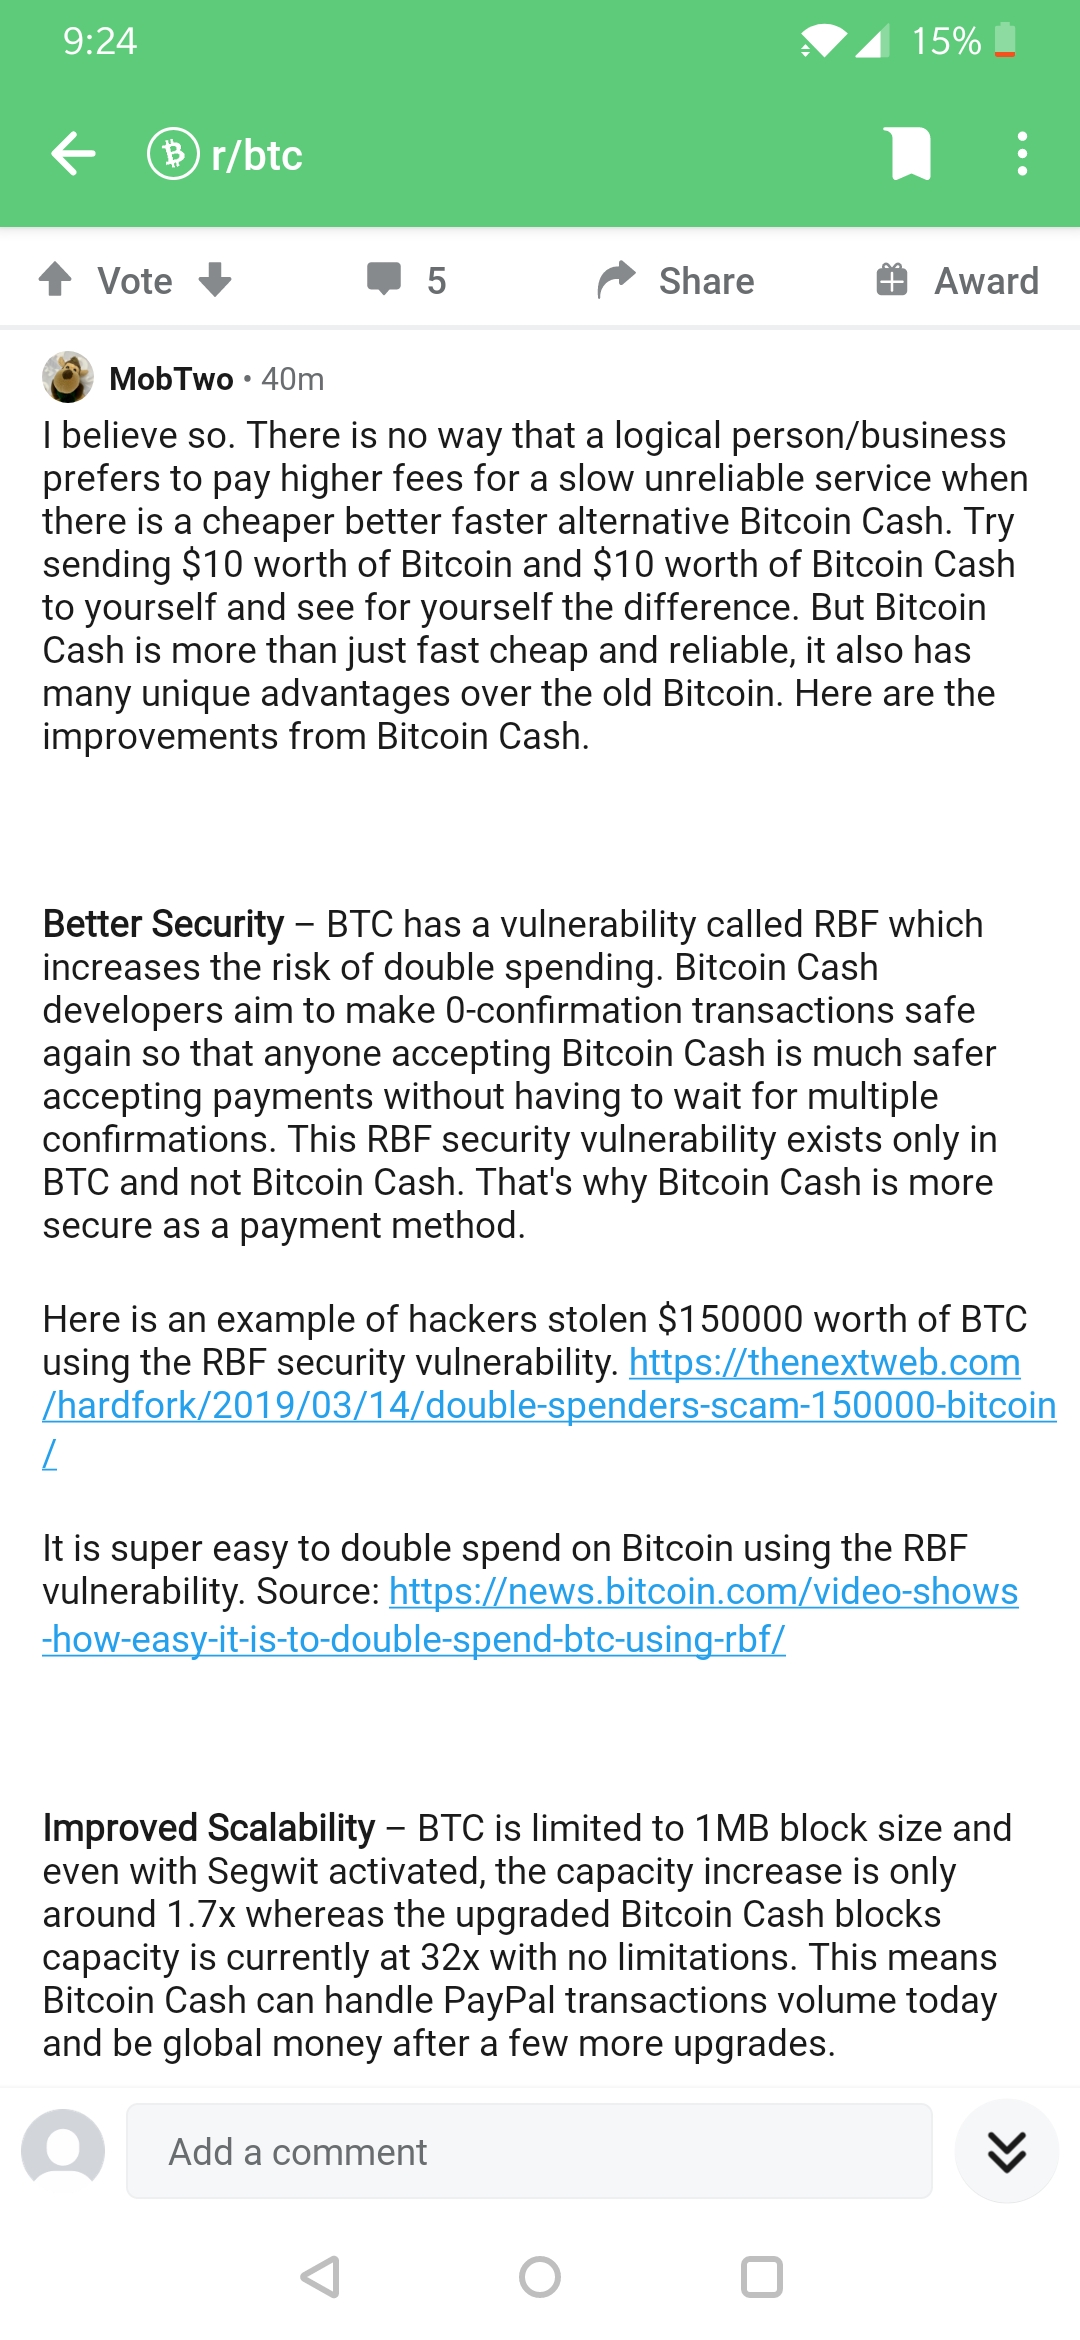 9:24
15%
r/btc
Vote
5
Share
Award
MobTwo • 40m
I believe so. There is no way that a logical person/business
prefers to pay higher fees for a slow unreliable service when
there is a cheaper better faster alternative Bitcoin Cash. Try
sending $10 worth of Bitcoin and $10 worth of Bitcoin Cash
to yourself and see for yourself the difference. But Bitcoin
Cash is more than just fast cheap and reliable, it also has
many unique advantages over the old Bitcoin. Here are the
improvements from Bitcoin Cash.
Better Security – BTC has a vulnerability called RBF which
increases the risk of double spending. Bitcoin Cash
developers aim to make 0-confirmation transactions safe
again so that anyone accepting Bitcoin Cash is much safer
accepting payments without having to wait for multiple
confirmations. This RBF security vulnerability exists only in
BTC and not Bitcoin Cash. That's why Bitcoin Cash is more
secure as a payment method.
Here is an example of hackers stolen $150000 worth of BTC
using the RBF security vulnerability. https://thenextweb.com
/hardfork/2019/03/14/double-spenders-scam-150000-bitcoin
/
It is super easy to double spend on Bitcoin using the RBF
vulnerability. Source: https://news.bitcoin.com/video-shows
-how-easy-it-is-to-double-spend-btc-using-rbf/
Improved Scalability – BTC is limited to 1MB block size and
even with Segwit activated, the capacity increase is only
around 1.7x whereas the upgraded Bitcoin Cash blocks
capacity is currently at 32x with no limitations. This means
Bitcoin Cash can handle PayPal transactions volume today
and be global money after a few more upgrades.
Add a comment